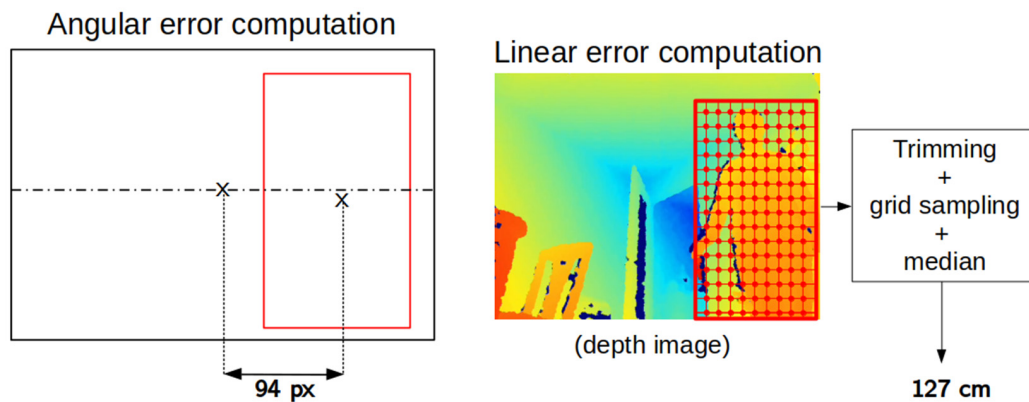 Angular error computation
x
x
94 px
Linear error computation
(depth image)
Trimming
+
grid sampling
+
median
127 cm